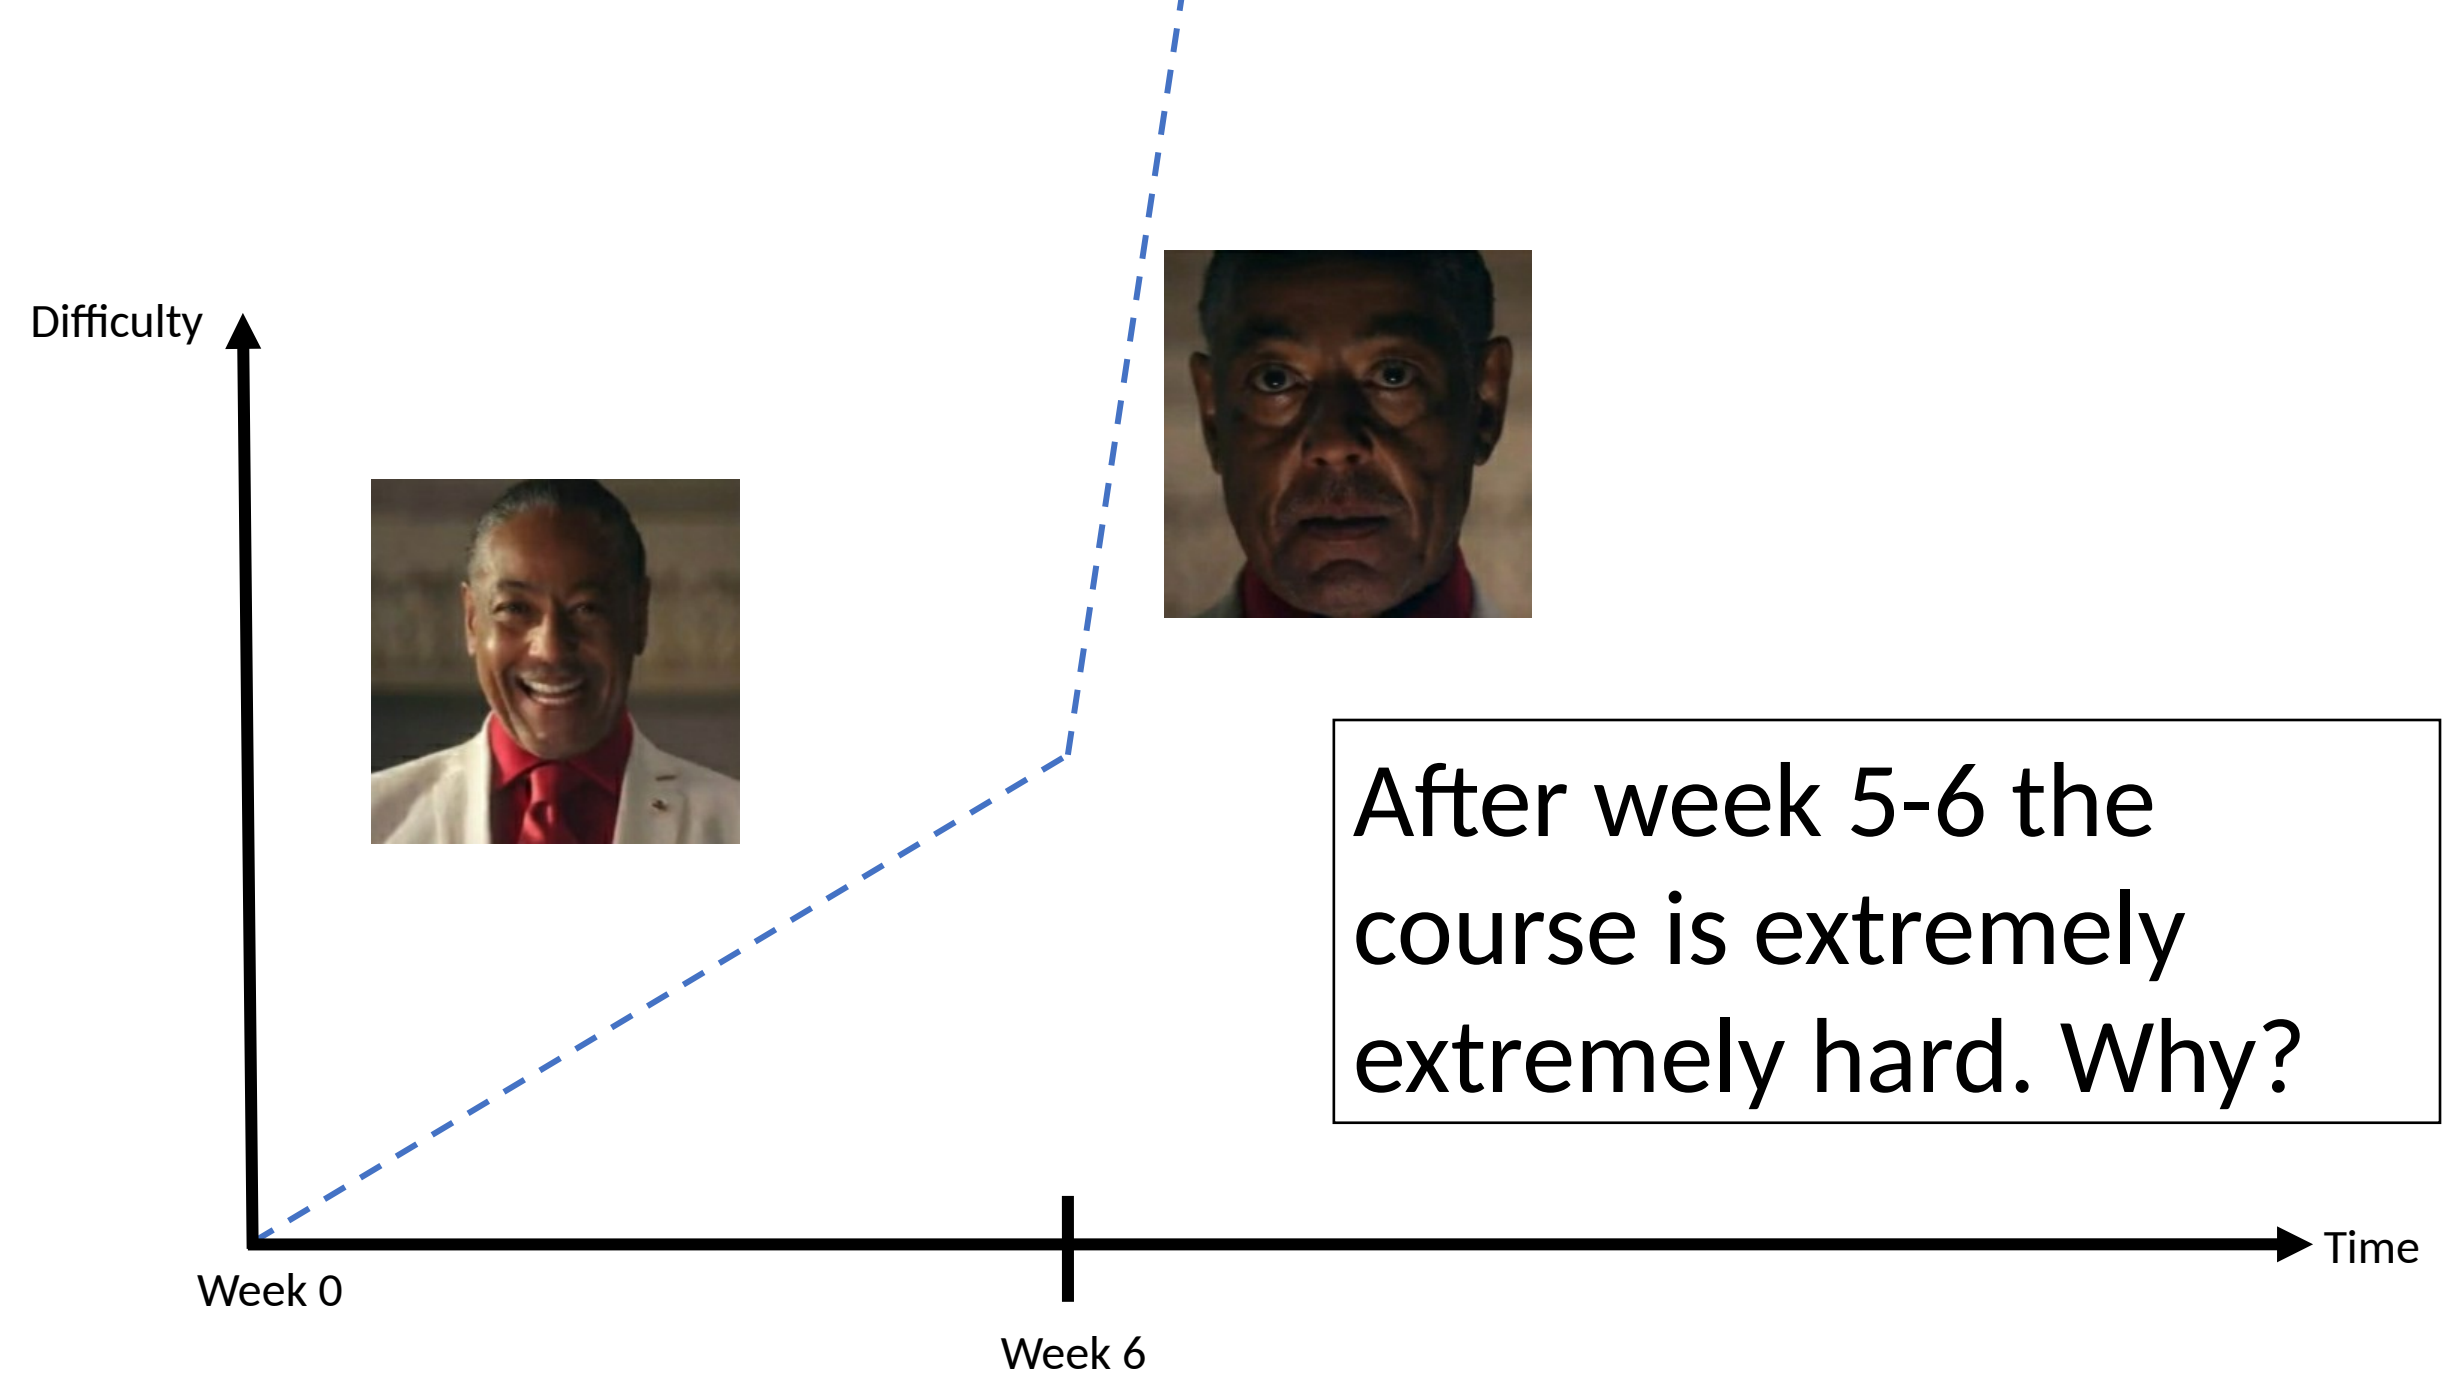 Difficulty
After week 5-6 the
course is extremely
extremely hard. Why?
Time
Week 0
Week 6